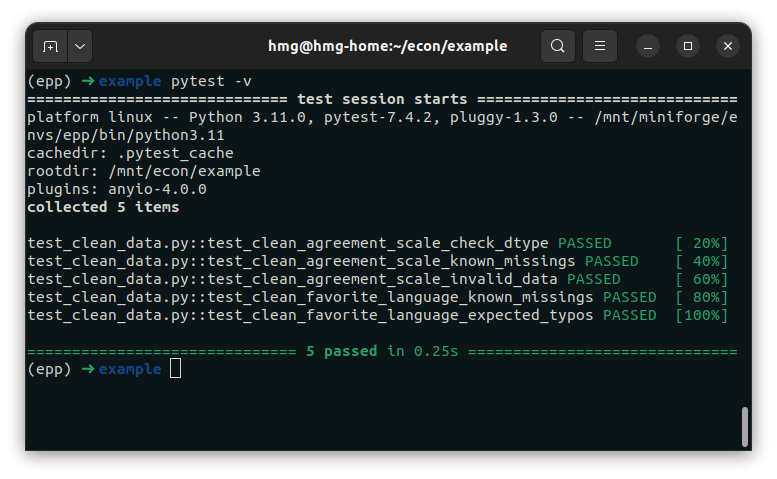 hmg@hmg-home:~/econ/example
(epp) ➜ example pytest -v
============================= test session starts =============================
platform linux -- Python 3.11.0, pytest-7.4.2, pluggy-1.3.0 -- /mnt/miniforge/e
nvs/epp/bin/python3.11
cachedir: .pytest_cache
rootdir: /mnt/econ/example
plugins: anyio-4.0.0
collected 5 items

test_clean_data.py::test_clean_agreement_scale_check_dtype PASSED       [ 20%]
test_clean_data.py::test_clean_agreement_scale_known_missings PASSED    [ 40%]
test_clean_data.py::test_clean_agreement_scale_invalid_data PASSED      [ 60%]
test_clean_data.py::test_clean_favorite_language_known_missings PASSED  [ 80%]
test_clean_data.py::test_clean_favorite_language_expected_typos PASSED  [100%]

============================== 5 passed in 0.25s ==============================
(epp) ➜ example